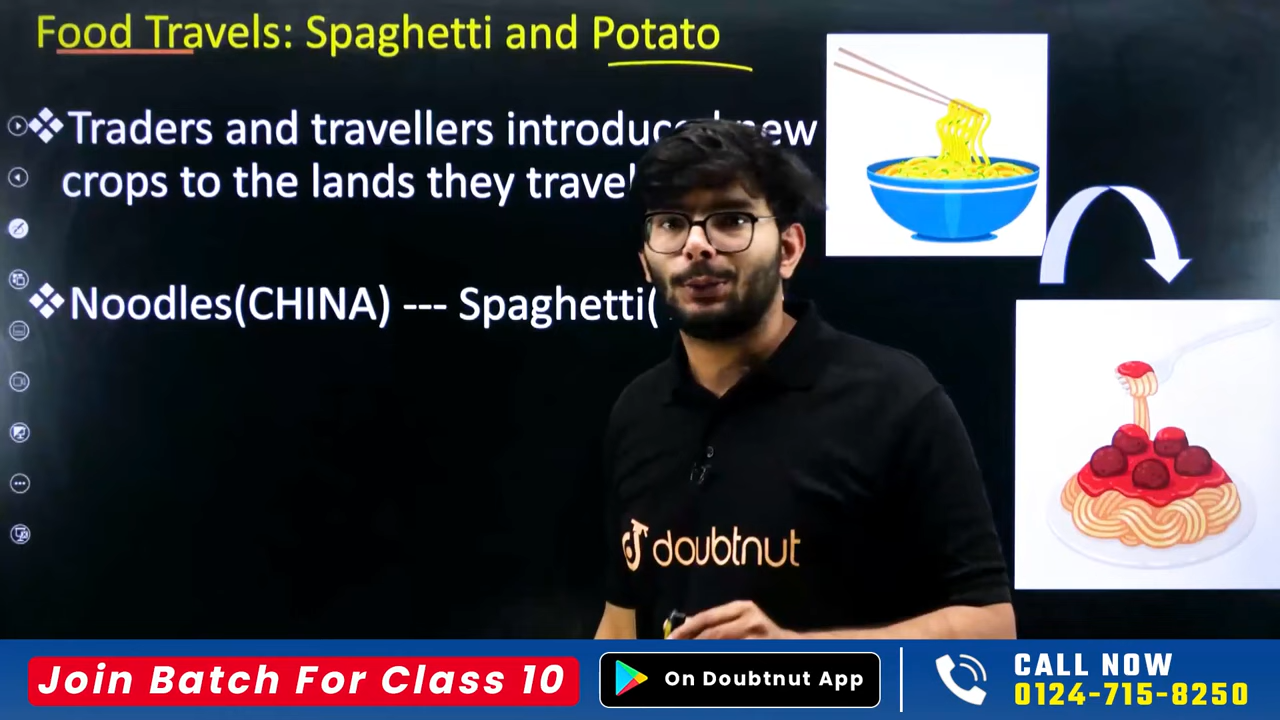 Food Travels: Spaghetti and Potato
❖Traders and travellers introduced new
crops to the lands they travel
❖Noodles(CHINA) --- Spaghetti(
doubtnut
Join Batch For Class 10
On Doubtnut App
CALL NOW
0124-715-8250